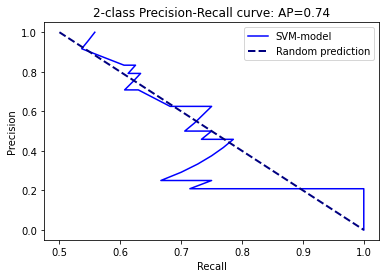 2-class Precision-Recall curve: AP=0.74
SVM-model
Random prediction
Precision
1.0
0.8
0.6
0.4
0.2
0.0
0.5 0.6 0.7 0.8 0.9 1.0
Recall